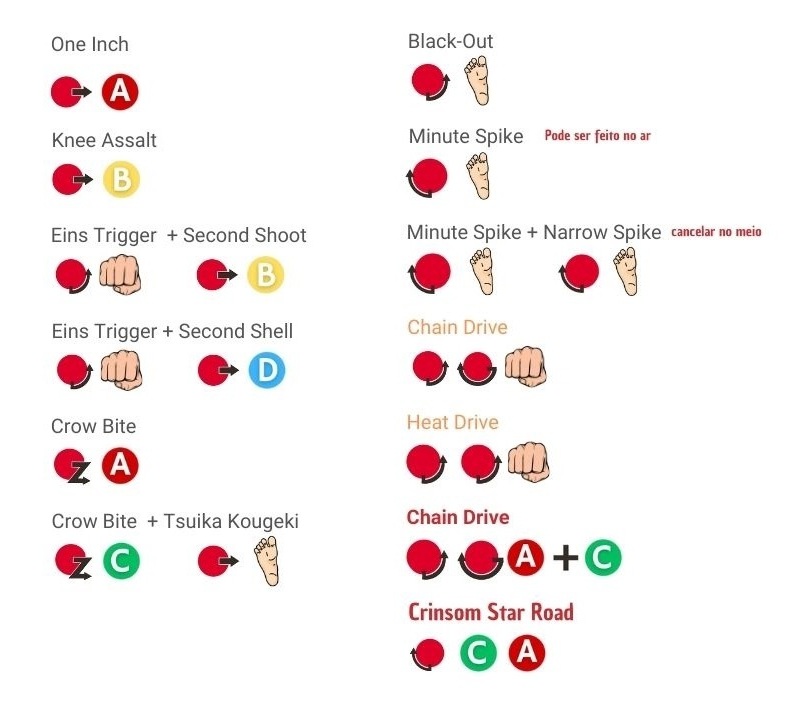 One Inch
A
Knee Assalt
B
Eins Trigger + Second Shoot
B
Eins Trigger + Second Shell
D
Crow Bite
A
Crow Bite + Tsuika Kougeki
C
Black-Out
Minute Spike Pode ser feito no ar
Minute Spike + Narrow Spike cancelar no meio
Chain Drive
Heat Drive
Chain Drive
A + C
Crinsom Star Road
C A